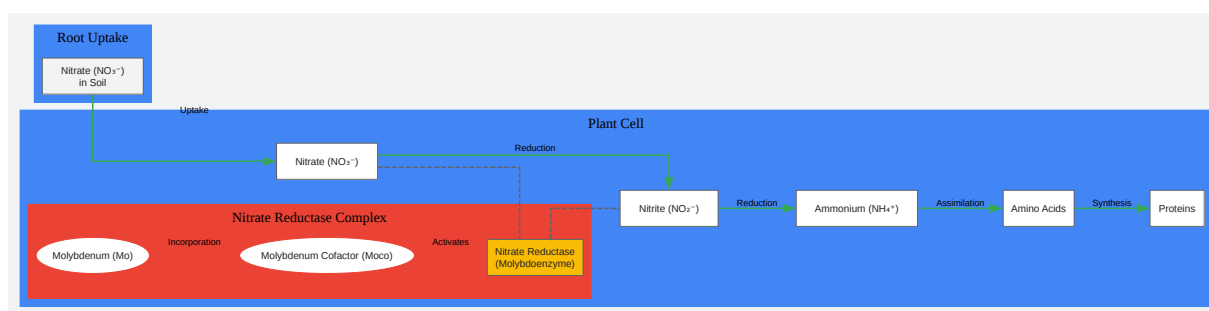 Root Uptake
Nitrate (NO₃⁻)
in Soil
Uptake
Plant Cell
Nitrate (NO₃⁻)
Reduction
Nitrite (NO₂⁻)
Reduction
Ammonium (NH₄⁺)
Assimilation
Amino Acids
Synthesis
Proteins
Nitrate Reductase Complex
Molybdenum (Mo)
Incorporation
Molybdenum Cofactor (Moco)
Activates
Nitrate Reductase
(Molybdoenzyme)